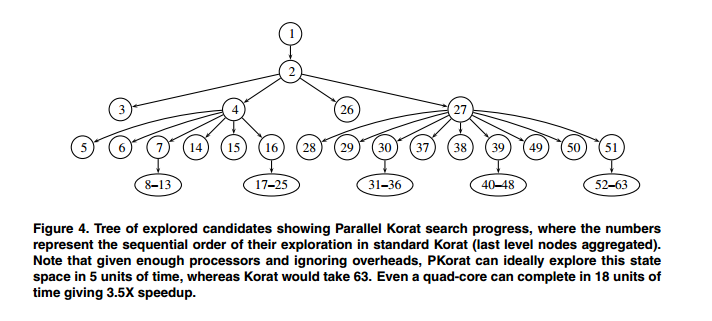 1
2
3 4 26 27
5 6 7 14 15 16 28 29 30 37 38 39 49 50 51
8–13 17–25 31–36 40–48 52–63
Figure 4. Tree of explored candidates showing Parallel Korat search progress, where the numbers
represent the sequential order of their exploration in standard Korat (last level nodes aggregated).
Note that given enough processors and ignoring overheads, PKorat can ideally explore this state
space in 5 units of time, whereas Korat would take 63. Even a quad-core can complete in 18 units of
time giving 3.5X speedup.